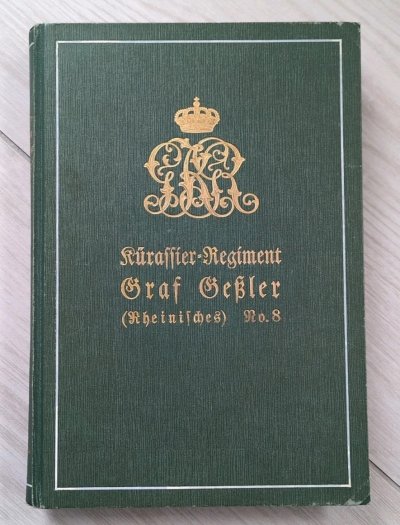 Küraſſier-Regiment
Graf Geßler
(Rheiniſches) No. 8